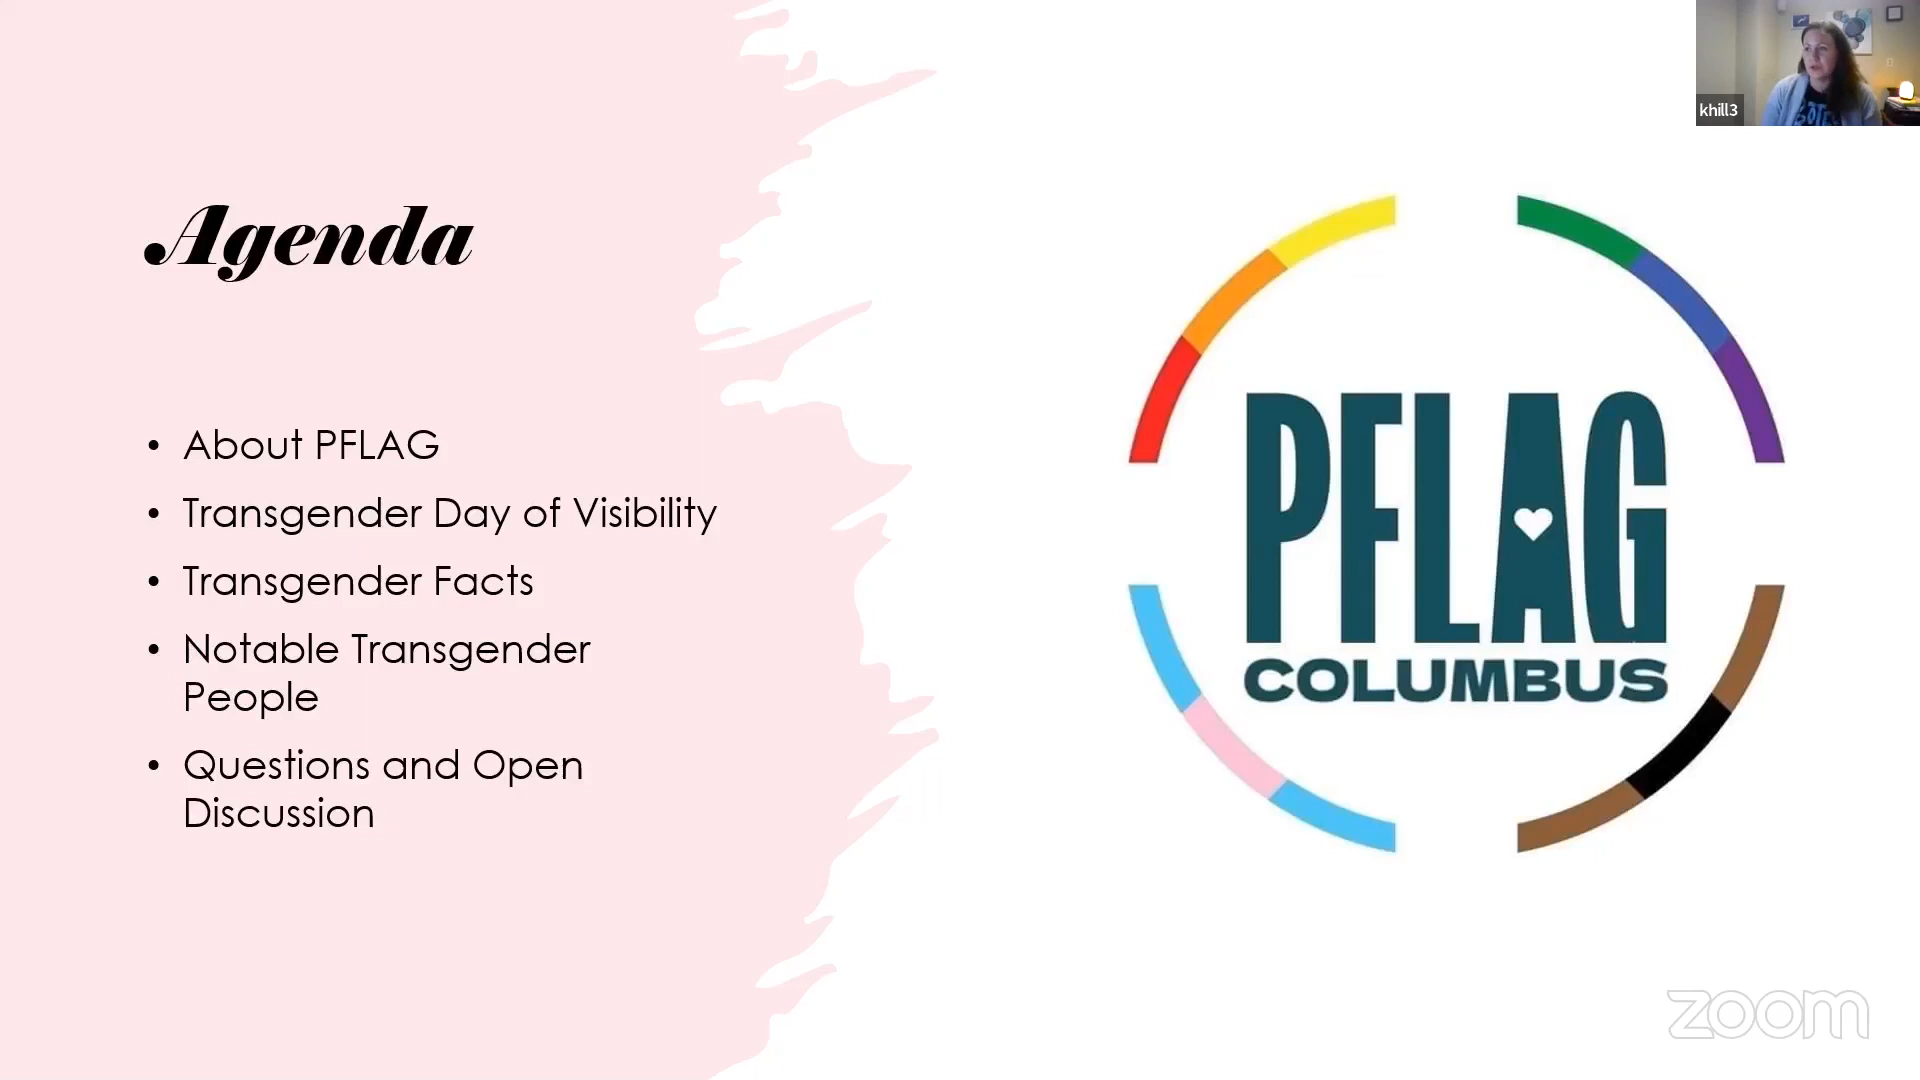 khill3
Agenda
• About PFLAG
• Transgender Day of Visibility
• Transgender Facts
• Notable Transgender
People
• Questions and Open
Discussion
PFLAG
COLUMBUS
zoom